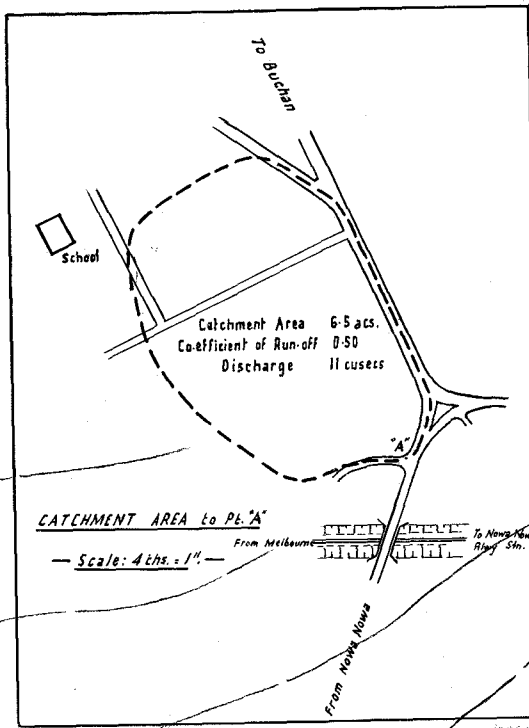 To Buchan
School
Catchment Area 6·5 acs.
Co-efficient of Run-off 0·50
Discharge 11 cusecs
"A"
CATCHMENT AREA to Pt. "A"
— Scale: 4 chs. = 1". —
From Melbourne
To Nowa Nowa
Rlwy Stn.
From Nowa Nowa